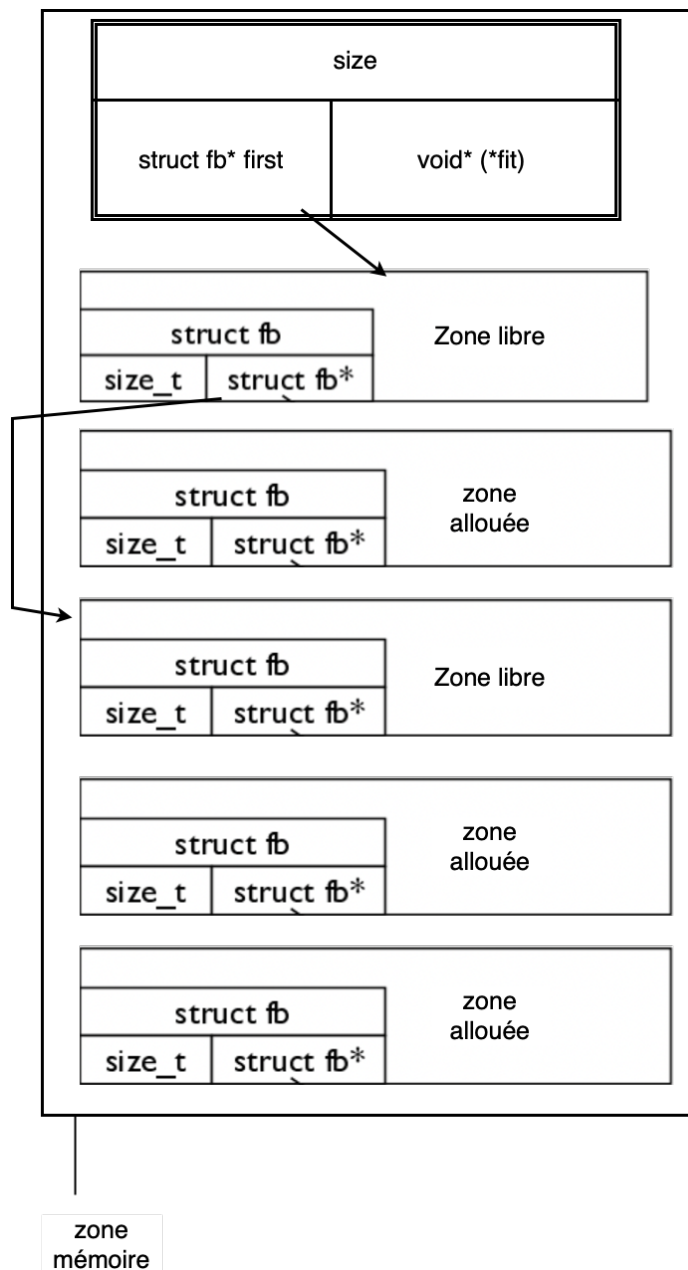 size
struct fb* first
void* (*fit)
struct fb
Zone libre
size_t
struct fb*
struct fb
zone
allouée
size_t
struct fb*
struct fb
Zone libre
size_t
struct fb*
struct fb
zone
allouée
size_t
struct fb*
struct fb
zone
allouée
size_t
struct fb*
zone
mémoire